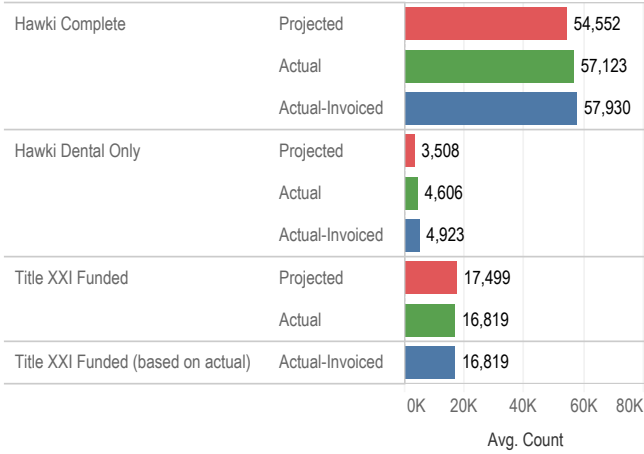 Hawki Complete Projected 54,552
Actual 57,123
Actual-Invoiced 57,930
Hawki Dental Only Projected 3,508
Actual 4,606
Actual-Invoiced 4,923
Title XXI Funded Projected 17,499
Actual 16,819
Title XXI Funded (based on actual) Actual-Invoiced 16,819
0K 20K 40K 60K 80K
Avg. Count